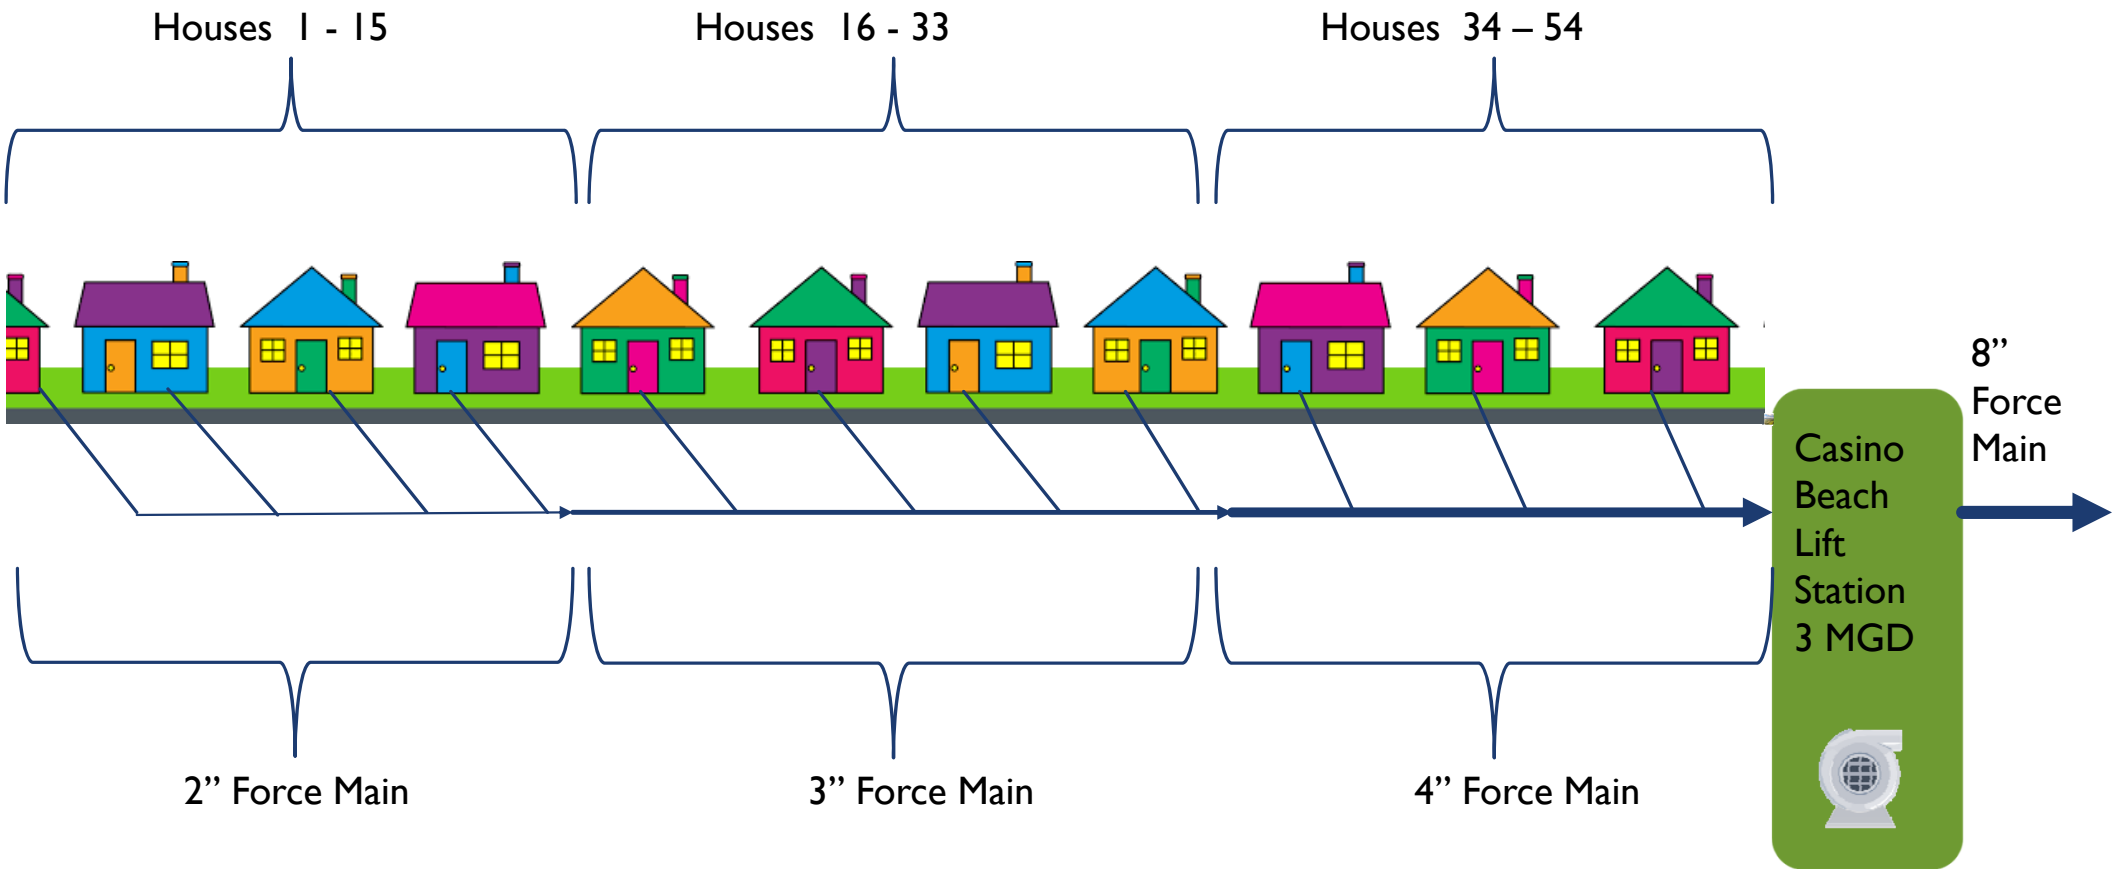 Houses 1 - 15
Houses 16 - 33
Houses 34 – 54
8”
Force
Main
Casino
Beach
Lift
Station
3 MGD
2” Force Main
3” Force Main
4” Force Main